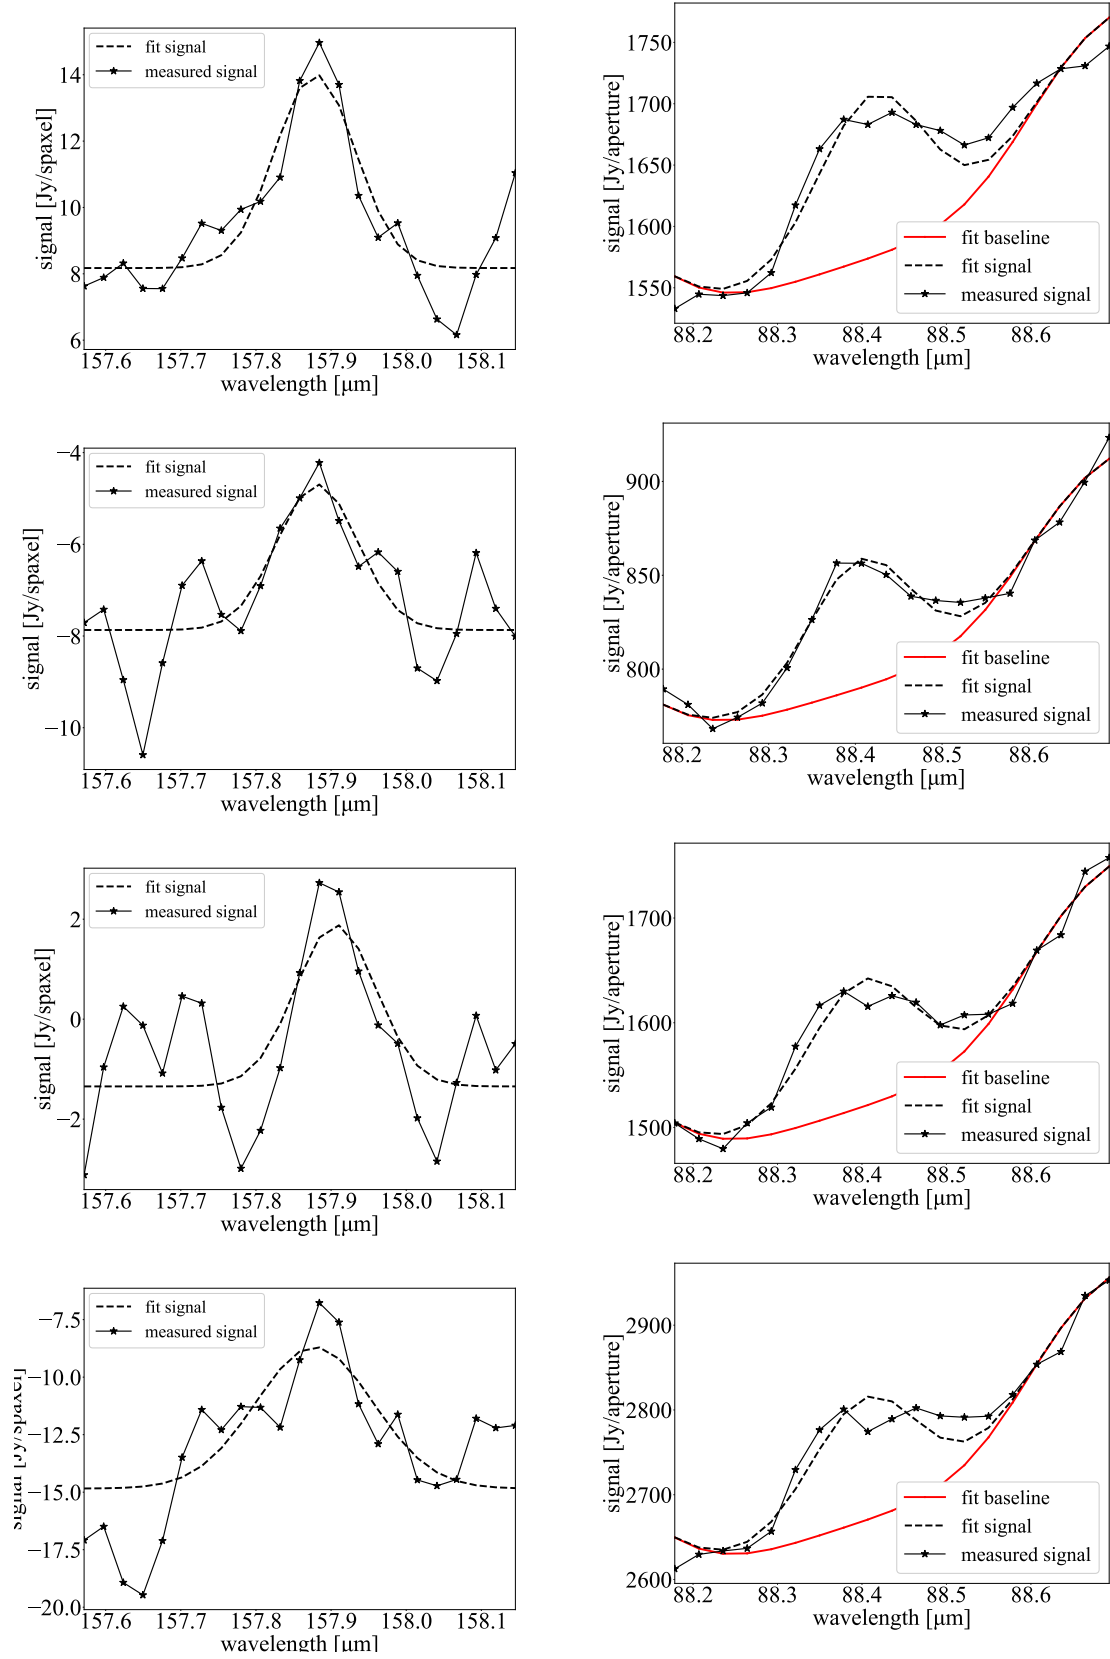 fit signal
measured signal
signal [Jy/spaxel]
14
12
10
8
6
157.6 157.7 157.8 157.9 158.0 158.1
wavelength [μm]
signal [Jy/aperture]
1750
1700
1650
1600
1550
fit baseline
fit signal
measured signal
88.2 88.3 88.4 88.5 88.6
wavelength [μm]
fit signal
measured signal
signal [Jy/spaxel]
−4
−6
−8
−10
157.6 157.7 157.8 157.9 158.0 158.1
wavelength [μm]
signal [Jy/aperture]
900
850
800
fit baseline
fit signal
measured signal
88.2 88.3 88.4 88.5 88.6
wavelength [μm]
fit signal
measured signal
signal [Jy/spaxel]
2
0
−2
157.6 157.7 157.8 157.9 158.0 158.1
wavelength [μm]
signal [Jy/aperture]
1700
1600
1500
fit baseline
fit signal
measured signal
88.2 88.3 88.4 88.5 88.6
wavelength [μm]
fit signal
measured signal
signal [Jy/spaxel]
−7.5
−10.0
−12.5
−15.0
−17.5
−20.0
157.6 157.7 157.8 157.9 158.0 158.1
wavelength [μm]
signal [Jy/aperture]
2900
2800
2700
2600
fit baseline
fit signal
measured signal
88.2 88.3 88.4 88.5 88.6
wavelength [μm]